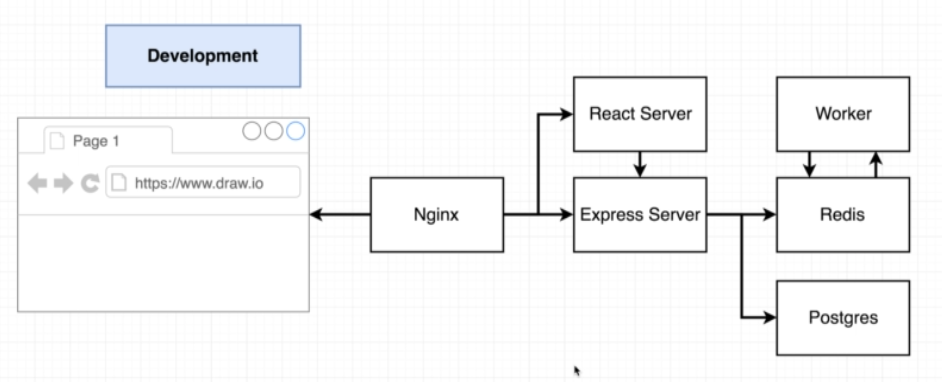 Development
Page 1
https://www.draw.io
Nginx
React Server
Express Server
Worker
Redis
Postgres